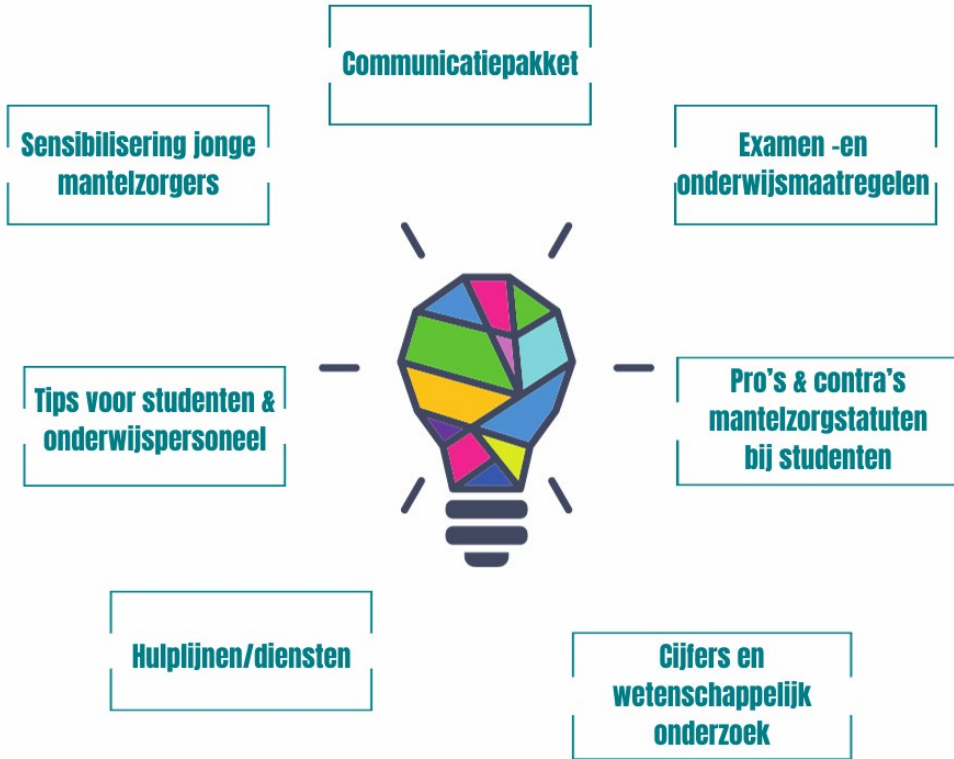 Communicatiepakket
Sensibilisering jonge
mantelzorgers
Examen -en
onderwijsmaatregelen
Tips voor studenten &
onderwijspersoneel
Pro's & contra's
mantelzorgstatuten
bij studenten
Hulplijnen/diensten
Cijfers en
wetenschappelijk
onderzoek